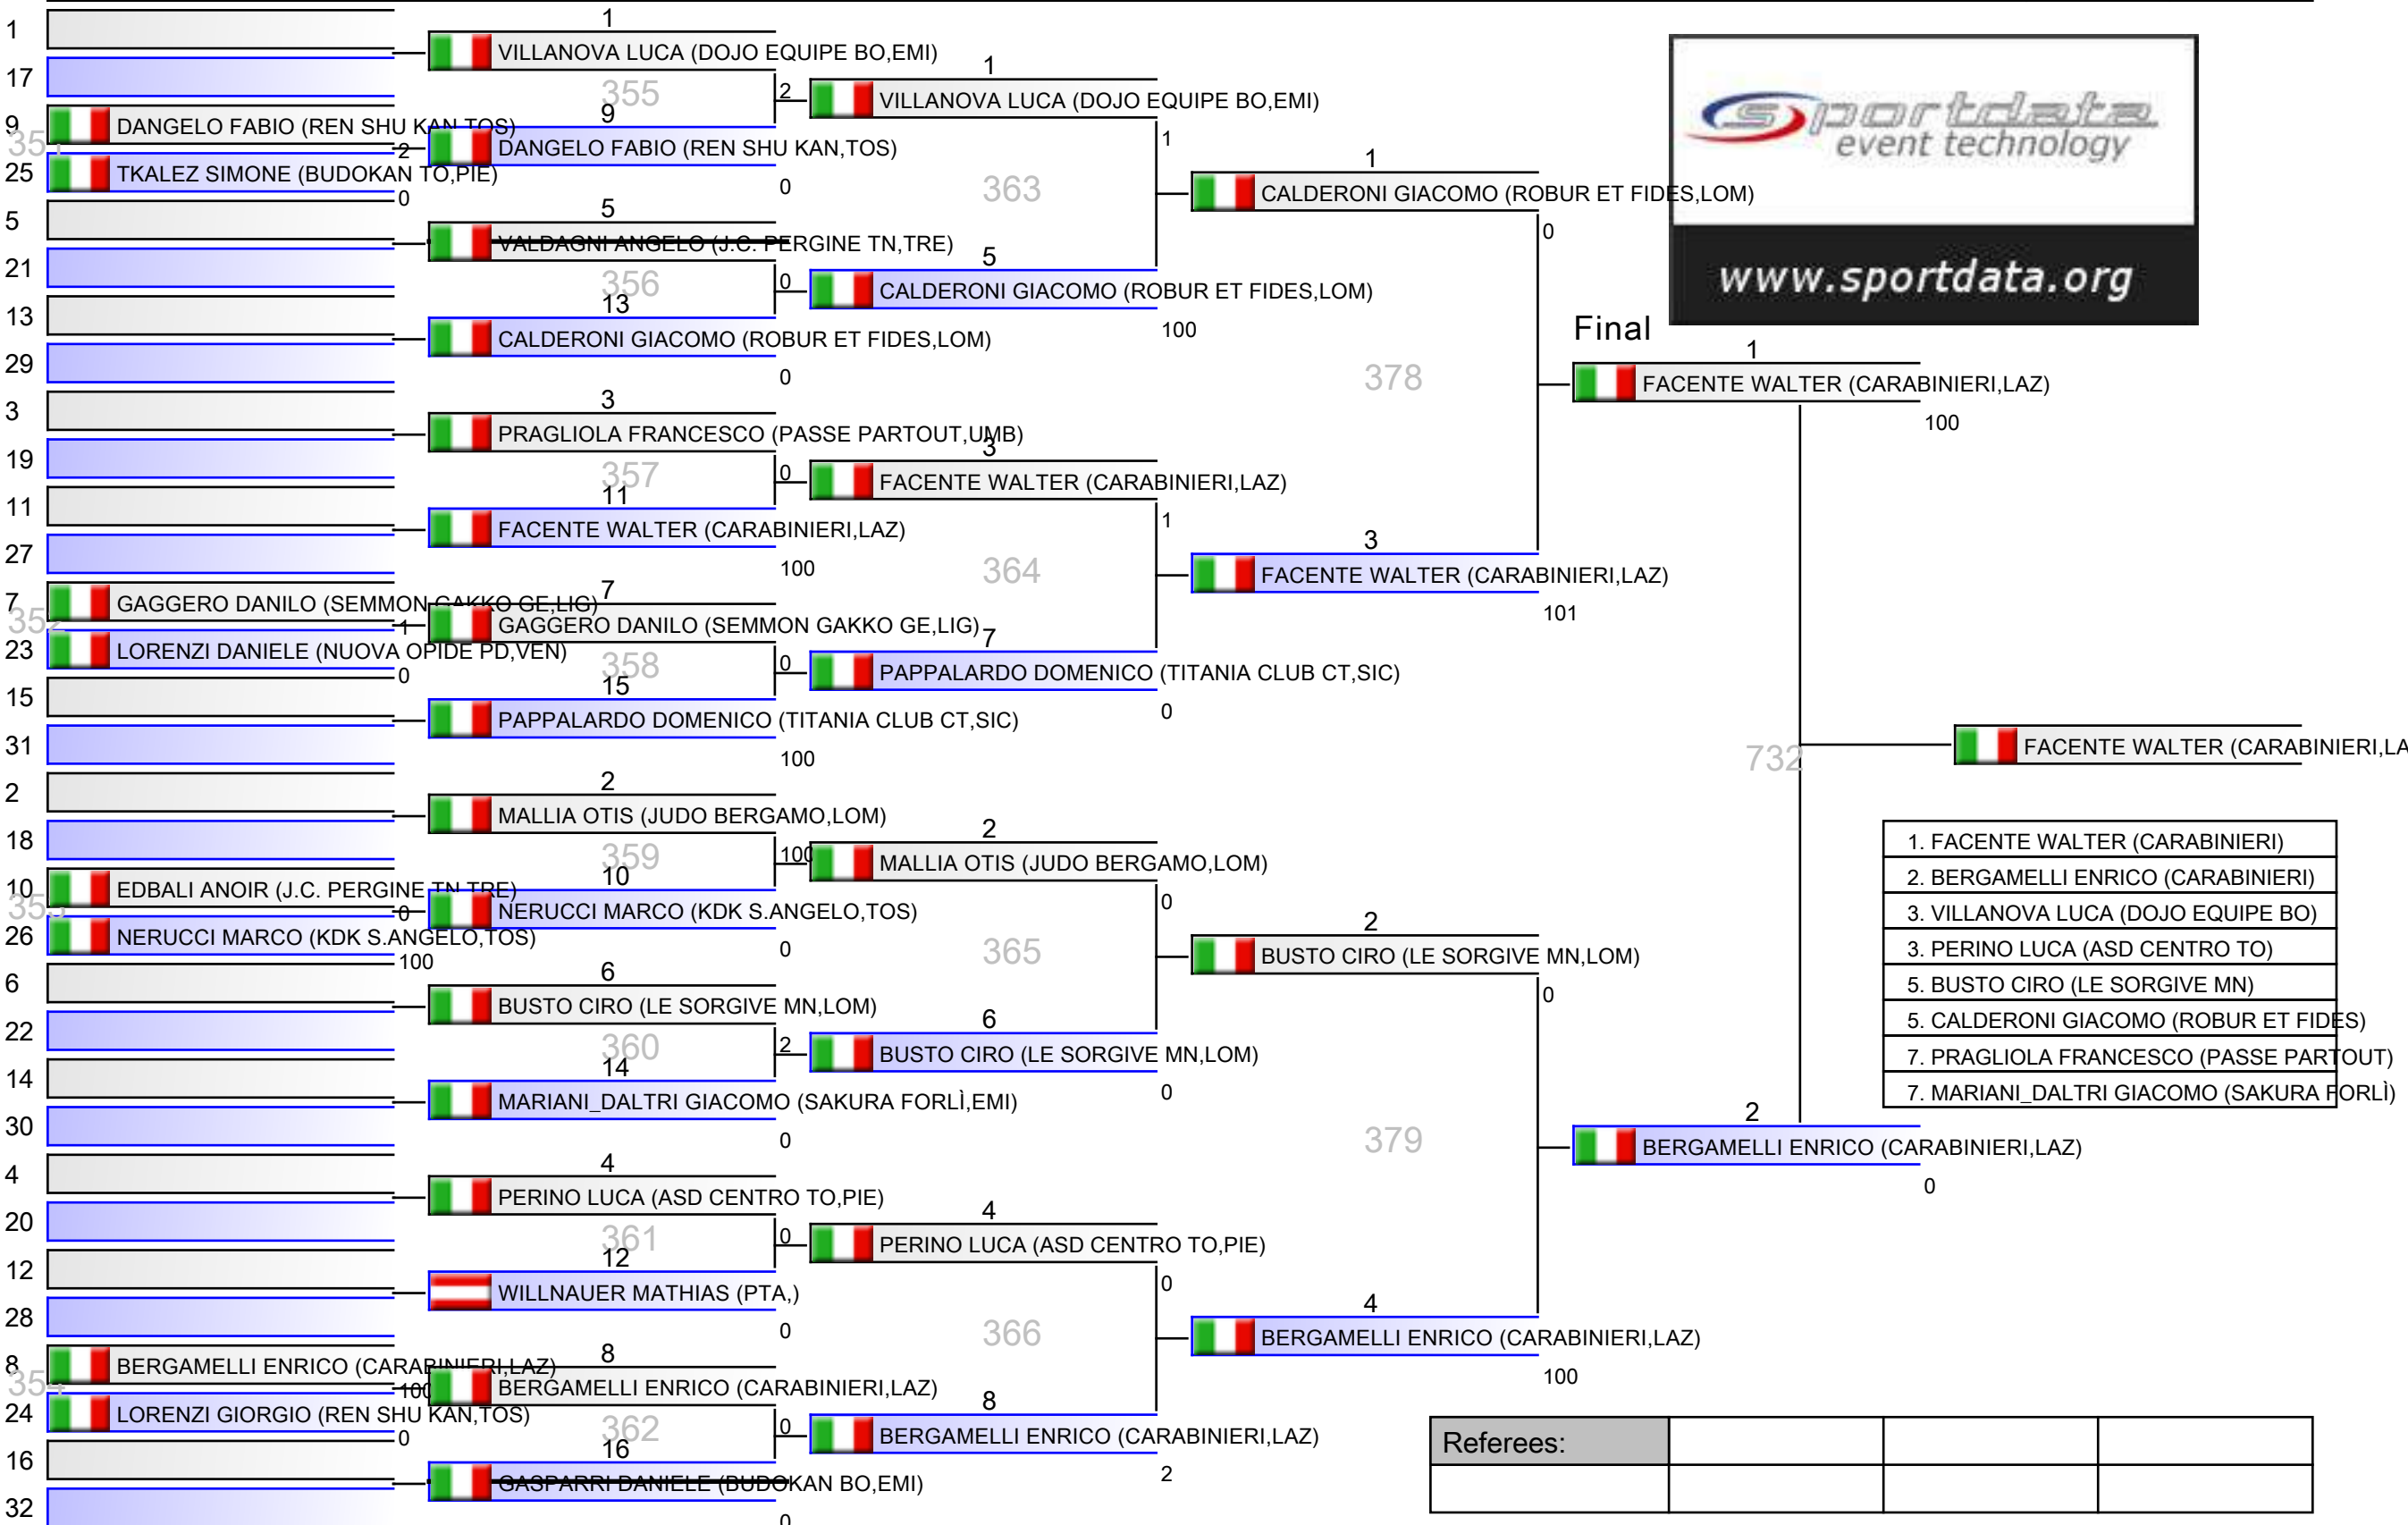 1
17
9
DANGELO FABIO (REN SHU KAN,TOS)
2
25
TKALEZ SIMONE (BUDOKAN TO,PIE)
0
5
21
13
29
3
19
11
27
7
GAGGERO DANILO (SEMMON GAKKO GE,LIG)
352
1
23
LORENZI DANIELE (NUOVA OPIDE PD,VEN)
0
15
31
2
18
10
EDBALI ANOIR (J.C. PERGINE TN,TRE)
353
0
26
NERUCCI MARCO (KDK S.ANGELO,TOS)
100
6
22
14
30
4
20
12
28
8
BERGAMELLI ENRICO (CARABINIERI,LAZ)
354
100
24
LORENZI GIORGIO (REN SHU KAN,TOS)
0
16
32
1
VILLANOVA LUCA (DOJO EQUIPE BO,EMI)
355
2
9
DANGELO FABIO (REN SHU KAN,TOS)
0
5
VALDAGNI ANGELO (J.C. PERGINE TN,TRE)
356
0
13
CALDERONI GIACOMO (ROBUR ET FIDES,LOM)
0
3
PRAGLIOLA FRANCESCO (PASSE PARTOUT,UMB)
357
0
11
FACENTE WALTER (CARABINIERI,LAZ)
100
7
GAGGERO DANILO (SEMMON GAKKO GE,LIG)
358
0
15
PAPPALARDO DOMENICO (TITANIA CLUB CT,SIC)
100
2
MALLIA OTIS (JUDO BERGAMO,LOM)
359
100
10
NERUCCI MARCO (KDK S.ANGELO,TOS)
0
6
BUSTO CIRO (LE SORGIVE MN,LOM)
360
2
14
MARIANI_DALTRI GIACOMO (SAKURA FORLÌ,EMI)
0
4
PERINO LUCA (ASD CENTRO TO,PIE)
361
0
12
WILLNAUER MATHIAS (PTA,)
0
8
BERGAMELLI ENRICO (CARABINIERI,LAZ)
362
0
16
GASPARRI DANIELE (BUDOKAN BO,EMI)
0
1
VILLANOVA LUCA (DOJO EQUIPE BO,EMI)
1
363
5
CALDERONI GIACOMO (ROBUR ET FIDES,LOM)
100
3
FACENTE WALTER (CARABINIERI,LAZ)
1
364
7
PAPPALARDO DOMENICO (TITANIA CLUB CT,SIC)
0
2
MALLIA OTIS (JUDO BERGAMO,LOM)
0
365
6
BUSTO CIRO (LE SORGIVE MN,LOM)
0
4
PERINO LUCA (ASD CENTRO TO,PIE)
0
366
8
BERGAMELLI ENRICO (CARABINIERI,LAZ)
2
1
CALDERONI GIACOMO (ROBUR ET FIDES,LOM)
0
378
3
FACENTE WALTER (CARABINIERI,LAZ)
101
2
BUSTO CIRO (LE SORGIVE MN,LOM)
0
379
4
BERGAMELLI ENRICO (CARABINIERI,LAZ)
100
sportdata
event technology
www.sportdata.org
Final
1
FACENTE WALTER (CARABINIERI,LAZ)
100
732
2
BERGAMELLI ENRICO (CARABINIERI,LAZ)
0
FACENTE WALTER (CARABINIERI,LA
1. FACENTE WALTER (CARABINIERI)
2. BERGAMELLI ENRICO (CARABINIERI)
3. VILLANOVA LUCA (DOJO EQUIPE BO)
3. PERINO LUCA (ASD CENTRO TO)
5. BUSTO CIRO (LE SORGIVE MN)
5. CALDERONI GIACOMO (ROBUR ET FIDES)
7. PRAGLIOLA FRANCESCO (PASSE PARTOUT)
7. MARIANI_DALTRI GIACOMO (SAKURA FORLÌ)
Referees: